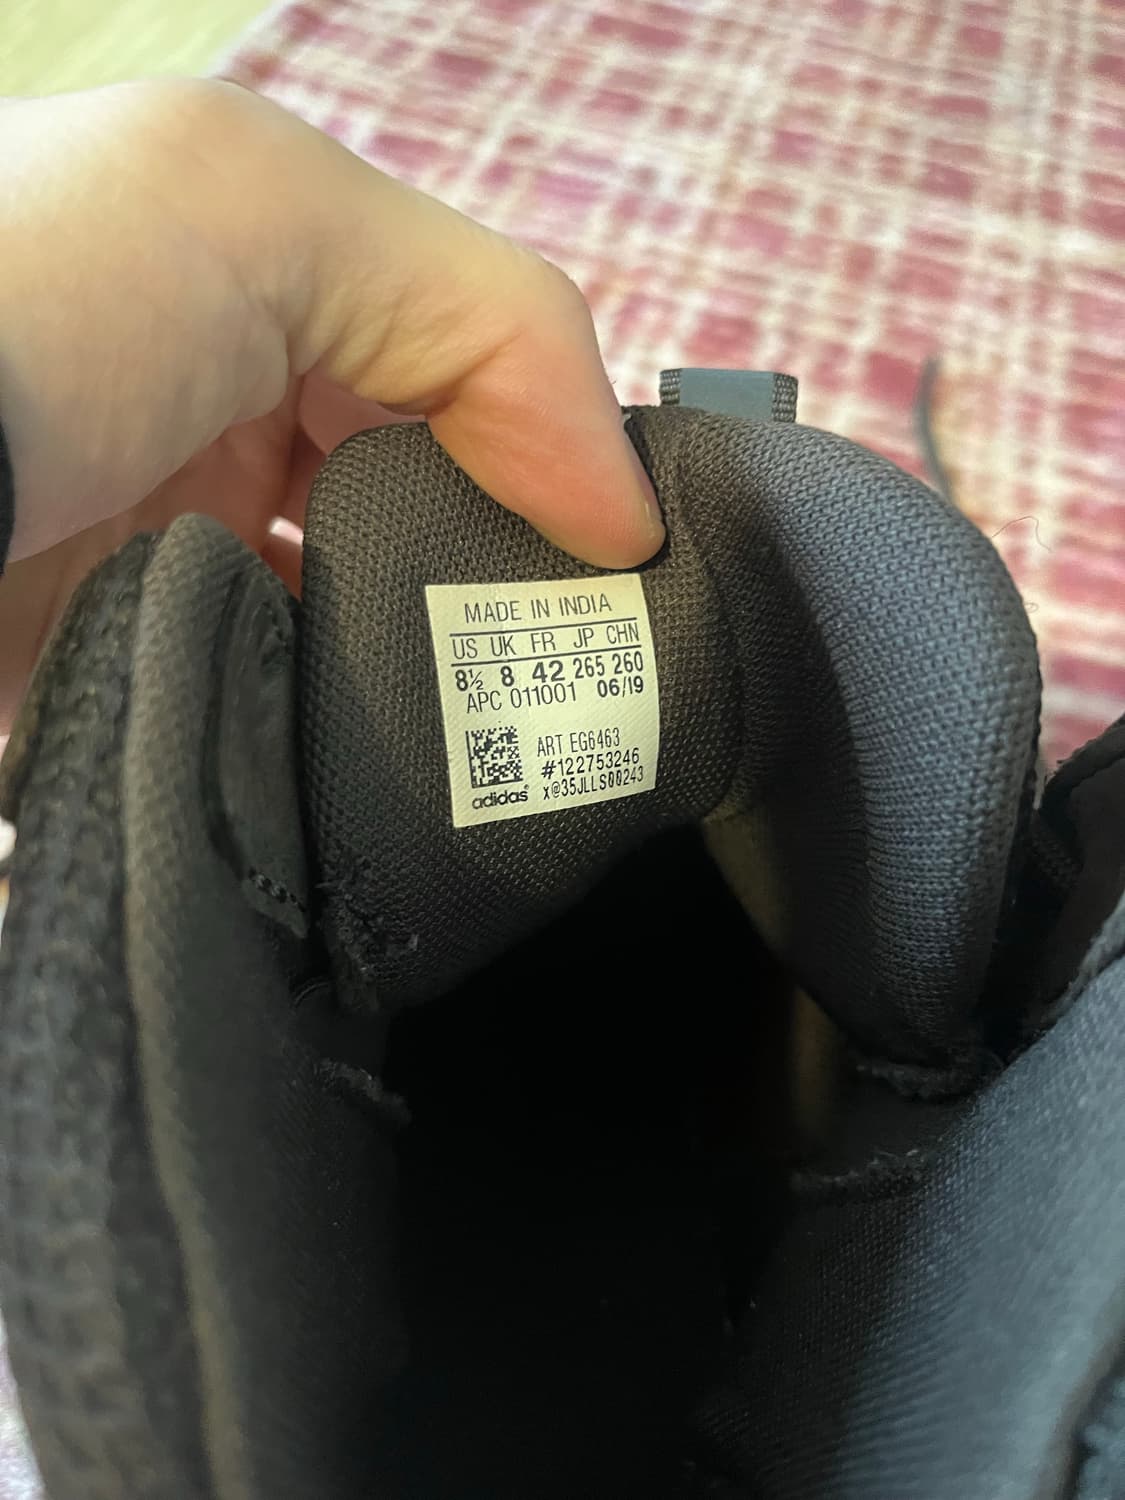 MADE IN INDIA
US UK FR JP CHN
8½ 8 42 265 260
APC 011001 06/19
ART EG6463
#122753246
adidas® x@35JLLS00243